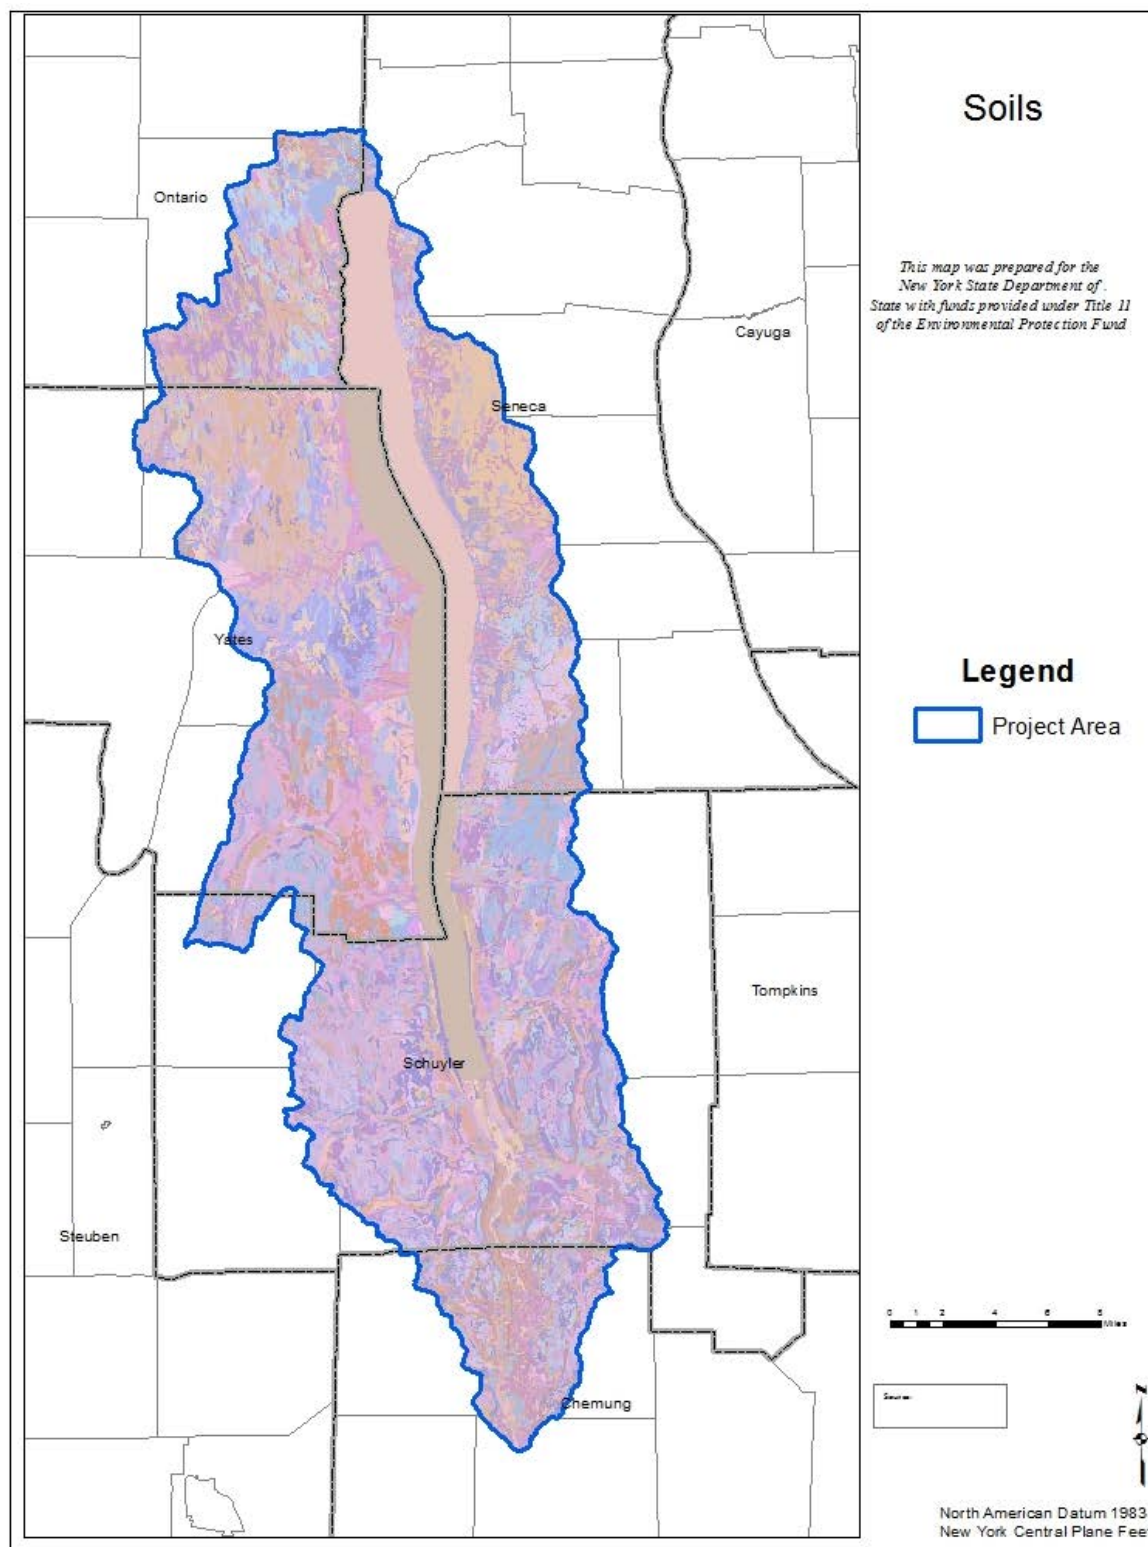 Soils
Ontario
This map was prepared for the
New York State Department of .
State with funds provided under Title 11
of the Environmental Protection Fund
Cayuga
Seneca
Yates
Legend
Project Area
Tompkins
Schuyler
Steuben
0 1 2 4 6 8
Miles
Source:
N
Chemung
North American Datum 1983
New York Central Plane Fee